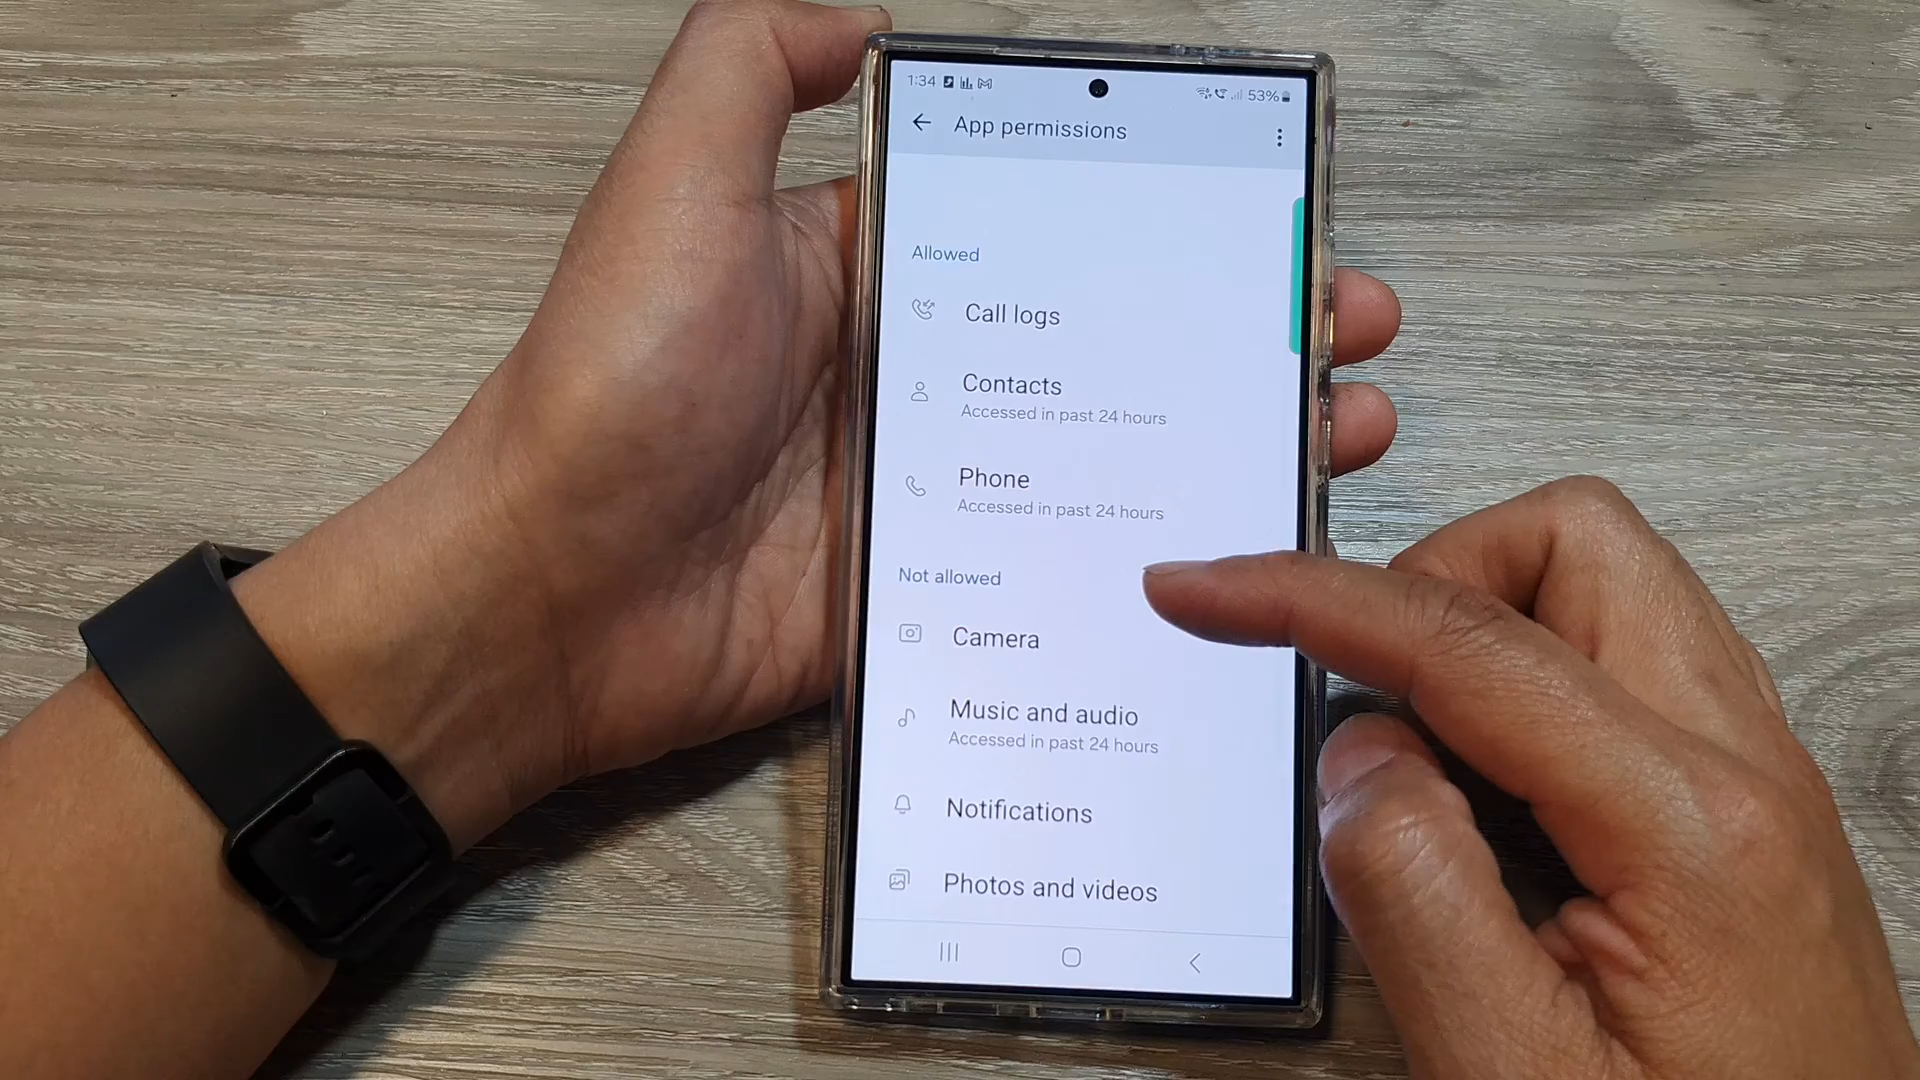 1:34 53%
App permissions
Allowed
Call logs
Contacts
Accessed in past 24 hours
Phone
Accessed in past 24 hours
Not allowed
Camera
Music and audio
Accessed in past 24 hours
Notifications
Photos and videos